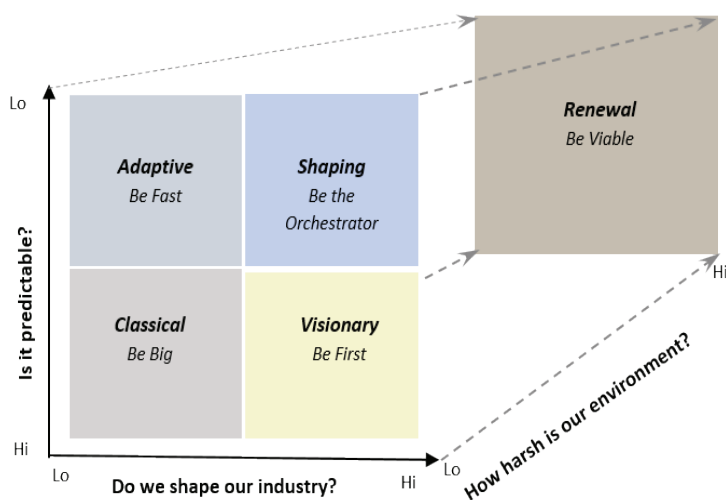 Lo
Renewal
Be Viable
Adaptive
Be Fast
Shaping
Be the
Orchestrator
Is it predictable?
Classical
Be Big
Visionary
Be First
Hi
How harsh is our environment?
Hi
Lo
Do we shape our industry?
Hi
Lo